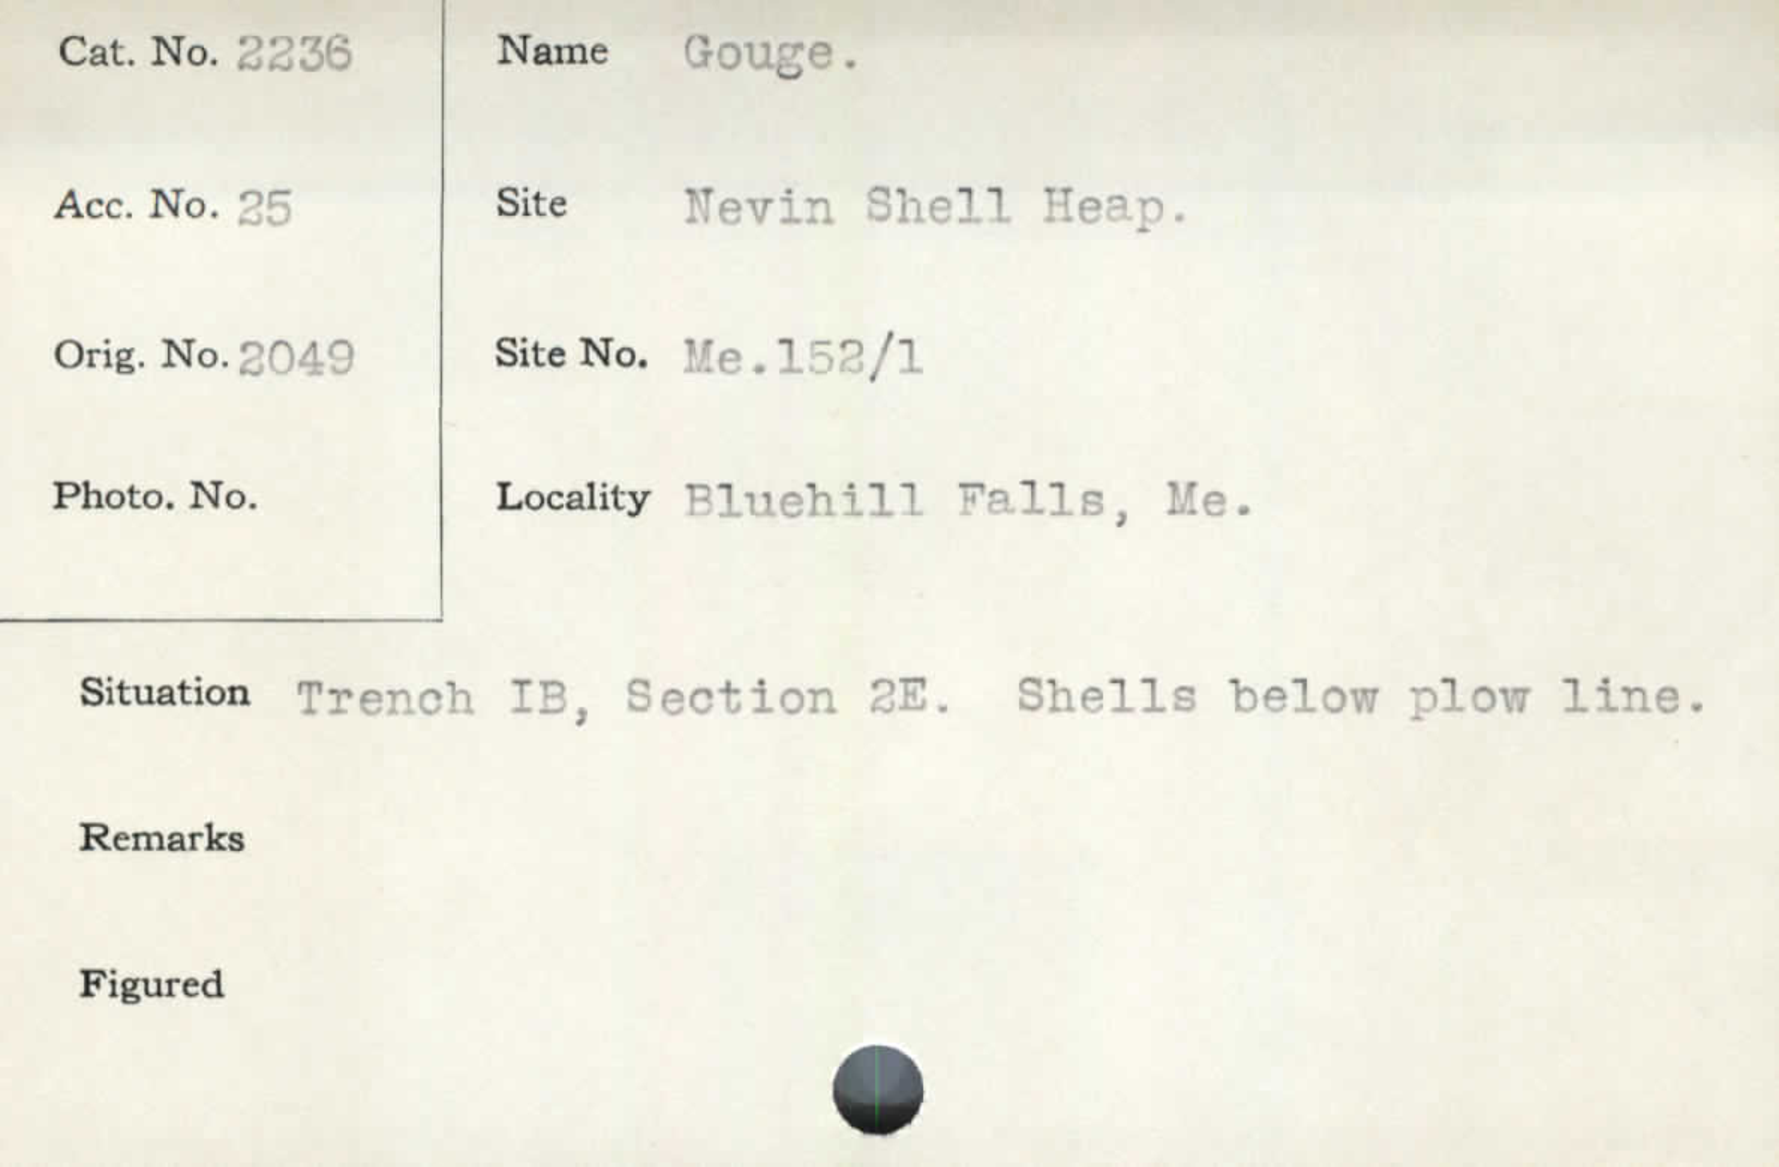 Cat. No. 2236
Name Gouge.
Acc. No. 25
Site Nevin Shell Heap.
Orig. No. 2049
Site No. Me.152/1
Photo. No.
Locality Bluehill Falls, Me.
Situation Trench IB, Section 2E. Shells below plow line.
Remarks
Figured